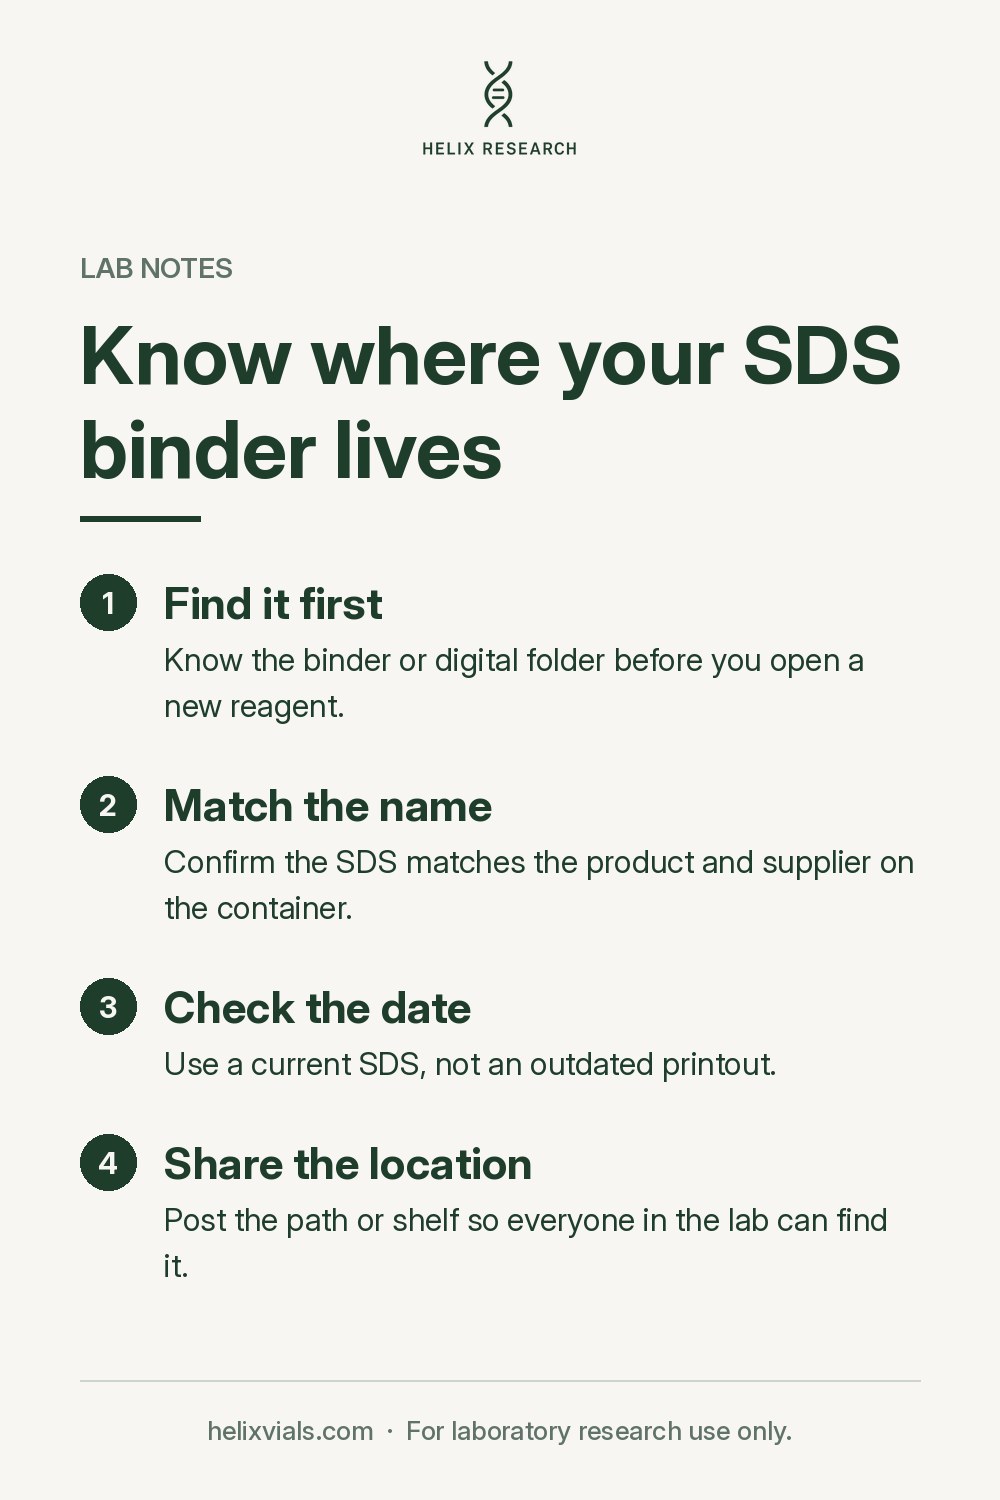 HELIX RESEARCH
LAB NOTES
Know where your SDS
binder lives
1
Find it first
Know the binder or digital folder before you open a
new reagent.
2
Match the name
Confirm the SDS matches the product and supplier on
the container.
3
Check the date
Use a current SDS, not an outdated printout.
4
Share the location
Post the path or shelf so everyone in the lab can find
it.
helixvials.com · For laboratory research use only.